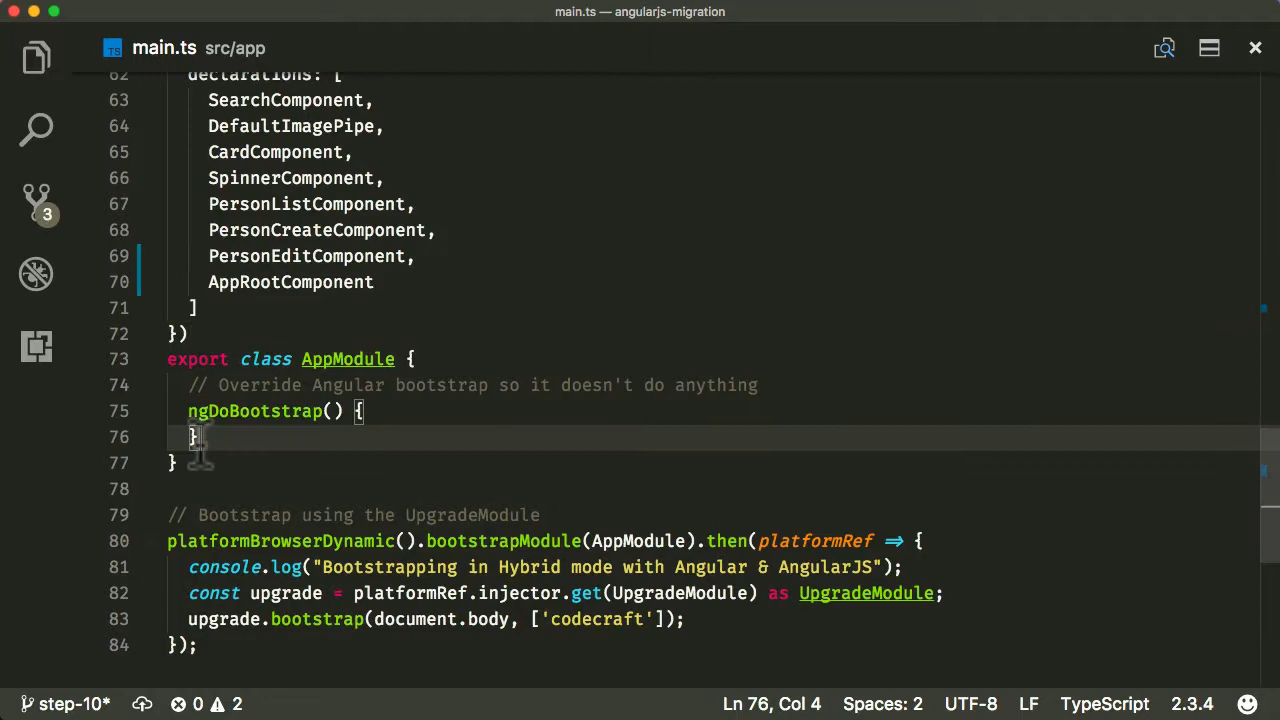 main.ts — angularjs-migration
TS main.ts src/app
62 declarations: [
63 SearchComponent,
64 DefaultImagePipe,
65 CardComponent,
66 SpinnerComponent,
67 PersonListComponent,
68 PersonCreateComponent,
69 PersonEditComponent,
70 AppRootComponent
71 ]
72 })
73 export class AppModule {
74 // Override Angular bootstrap so it doesn't do anything
75 ngDoBootstrap() {
76 }
77 }
78
79 // Bootstrap using the UpgradeModule
80 platformBrowserDynamic().bootstrapModule(AppModule).then(platformRef => {
81 console.log("Bootstrapping in Hybrid mode with Angular & AngularJS");
82 const upgrade = platformRef.injector.get(UpgradeModule) as UpgradeModule;
83 upgrade.bootstrap(document.body, ['codecraft']);
84 });
3
step-10* 0 2 Ln 76, Col 4 Spaces: 2 UTF-8 LF TypeScript 2.3.4